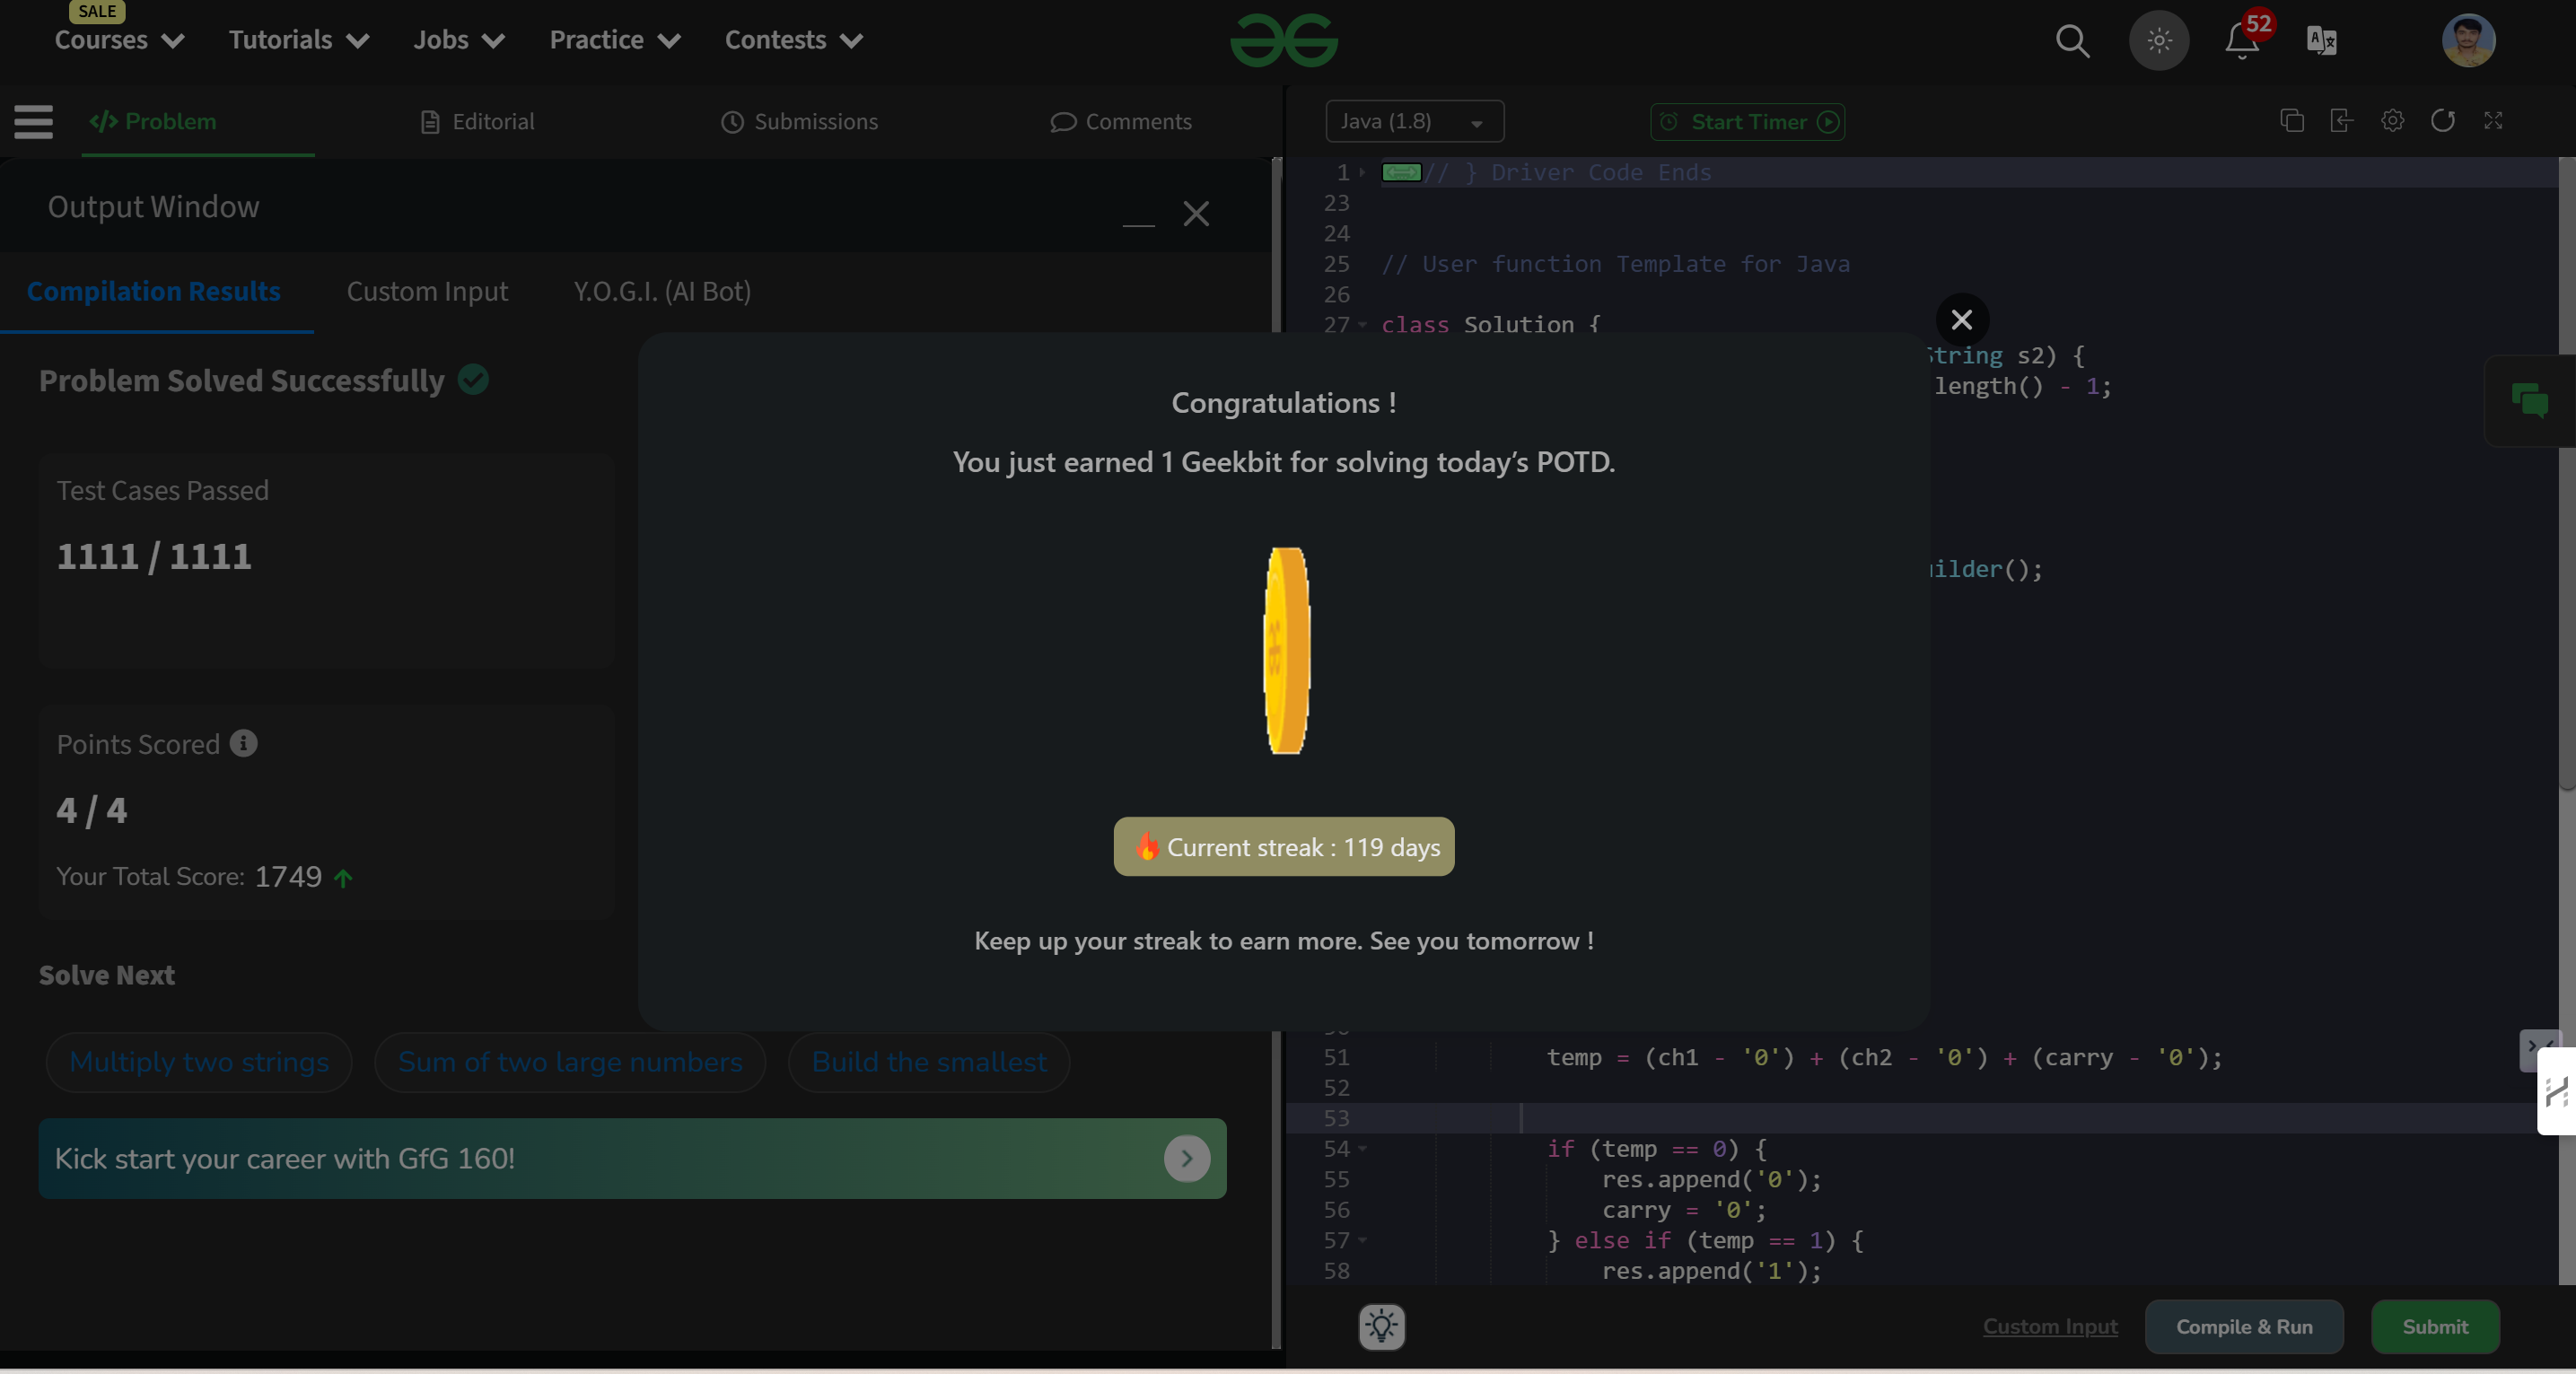 SALE
Courses
Tutorials
Jobs
Practice
Contests
52
Problem
Editorial
Submissions
Comments
Java (1.8)
Start Timer
Output Window
Compilation Results
Custom Input
Y.O.G.I. (AI Bot)
Problem Solved Successfully
Test Cases Passed
1111 / 1111
Points Scored
4 / 4
Your Total Score: 1749
Solve Next
Multiply two strings
Sum of two large numbers
Build the smallest
Kick start your career with GfG 160!
Congratulations !
You just earned 1 Geekbit for solving today’s POTD.
Current streak : 119 days
Keep up your streak to earn more. See you tomorrow !
1 // } Driver Code Ends
23
24
25 // User function Template for Java
26
27 class Solution {
String s2) {
length() - 1;
ilder();
51 temp = (ch1 - '0') + (ch2 - '0') + (carry - '0');
52
53
54 if (temp == 0) {
55 res.append('0');
56 carry = '0';
57 } else if (temp == 1) {
58 res.append('1');
Custom Input
Compile & Run
Submit